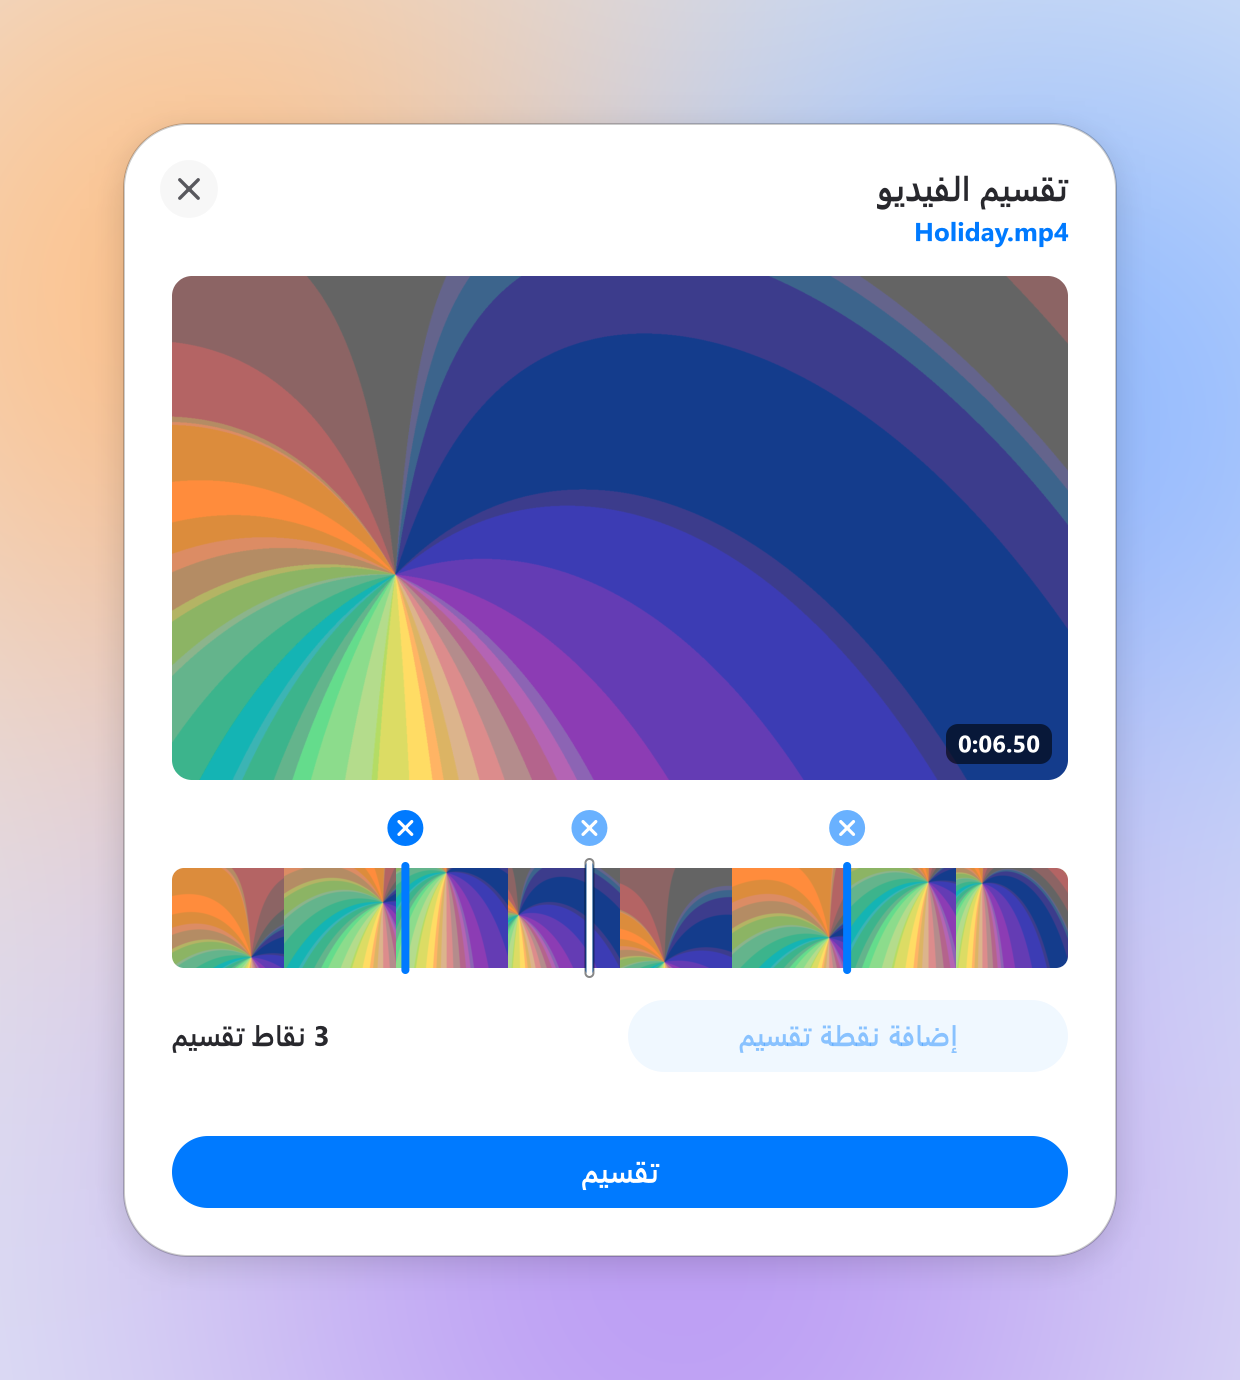 تقسيم الفيديو
Holiday.mp4
0:06.50
إضافة نقطة تقسيم
3 نقاط تقسيم
تقسيم